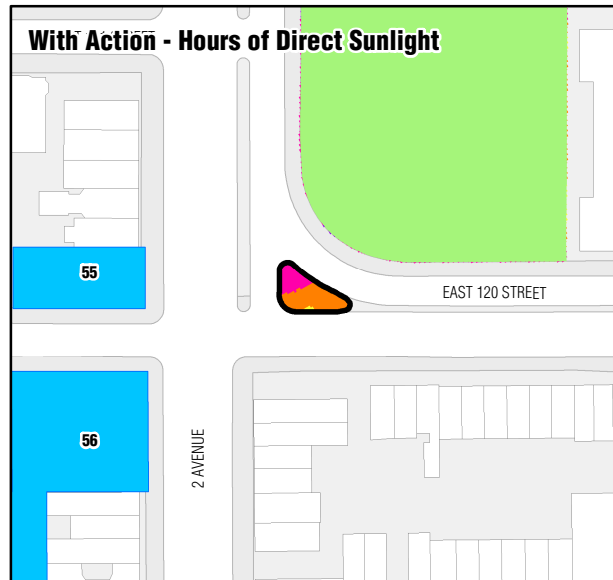 With Action - Hours of Direct Sunlight
55
EAST 120 STREET
56
2 AVENUE